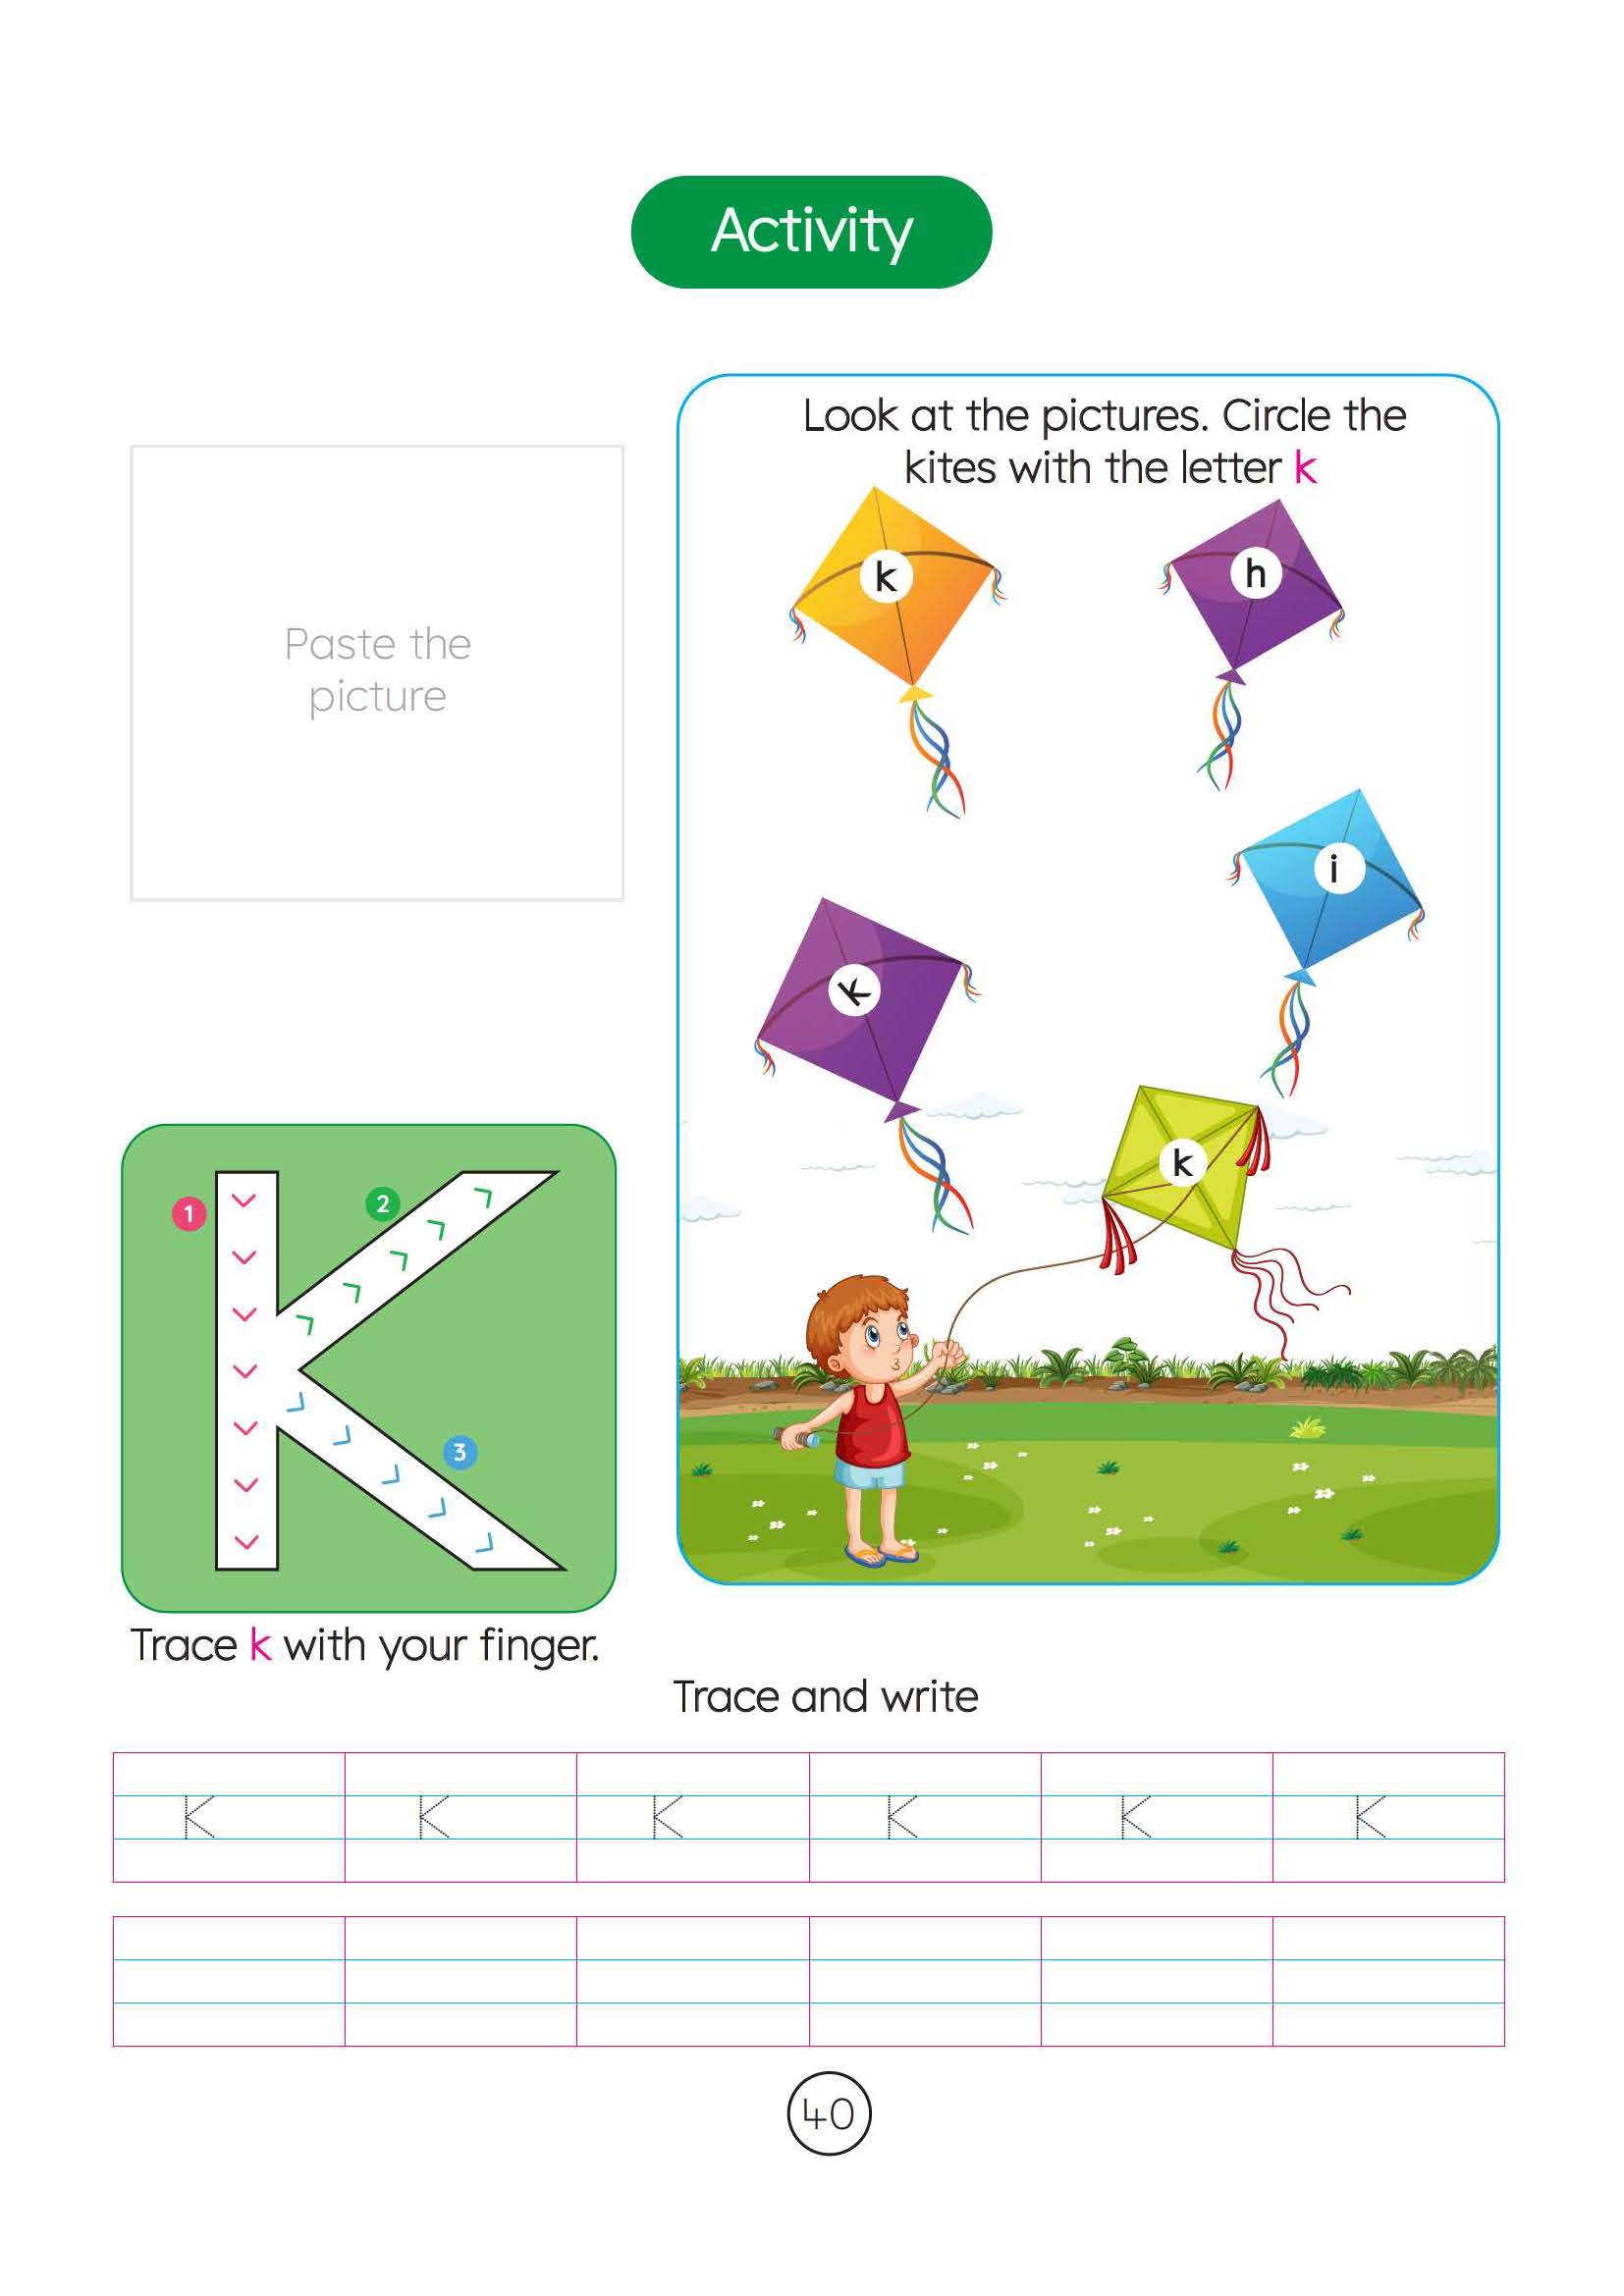 Activity
Look at the pictures. Circle the
kites with the letter k
k
h
i
k
k
Paste the
picture
1
2
3
Trace k with your finger.
Trace and write
K K K K K K
40